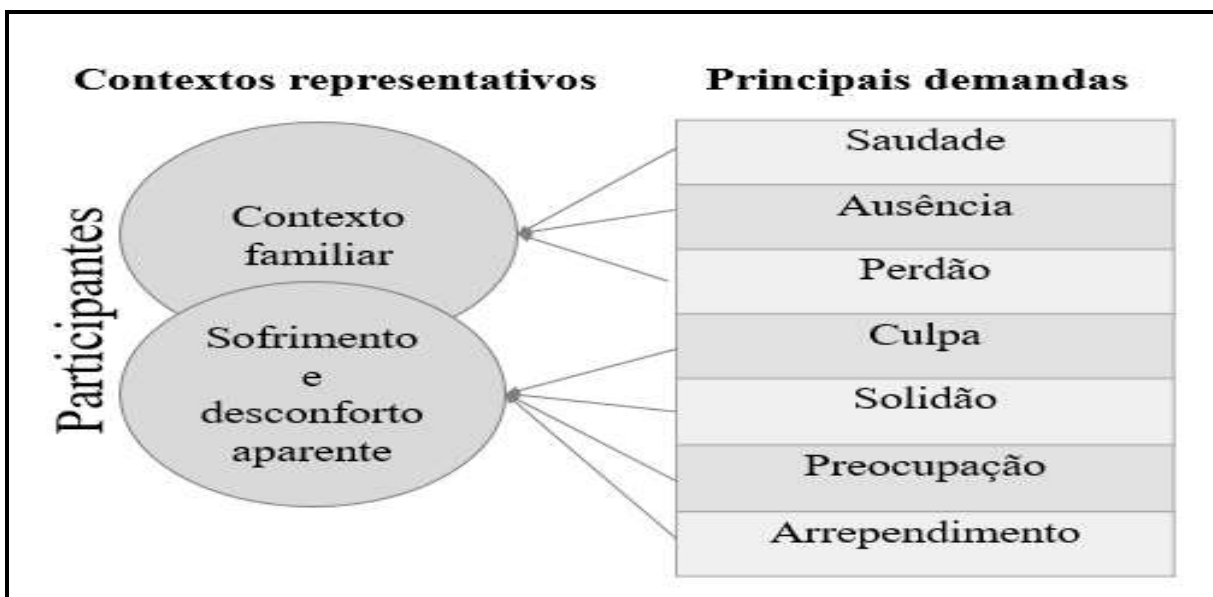 Contextos representativos
Principais demandas
Participantes
Contexto
familiar
Sofrimento
e
desconforto
aparente
Saudade
Ausência
Perdão
Culpa
Solidão
Preocupação
Arrependimento